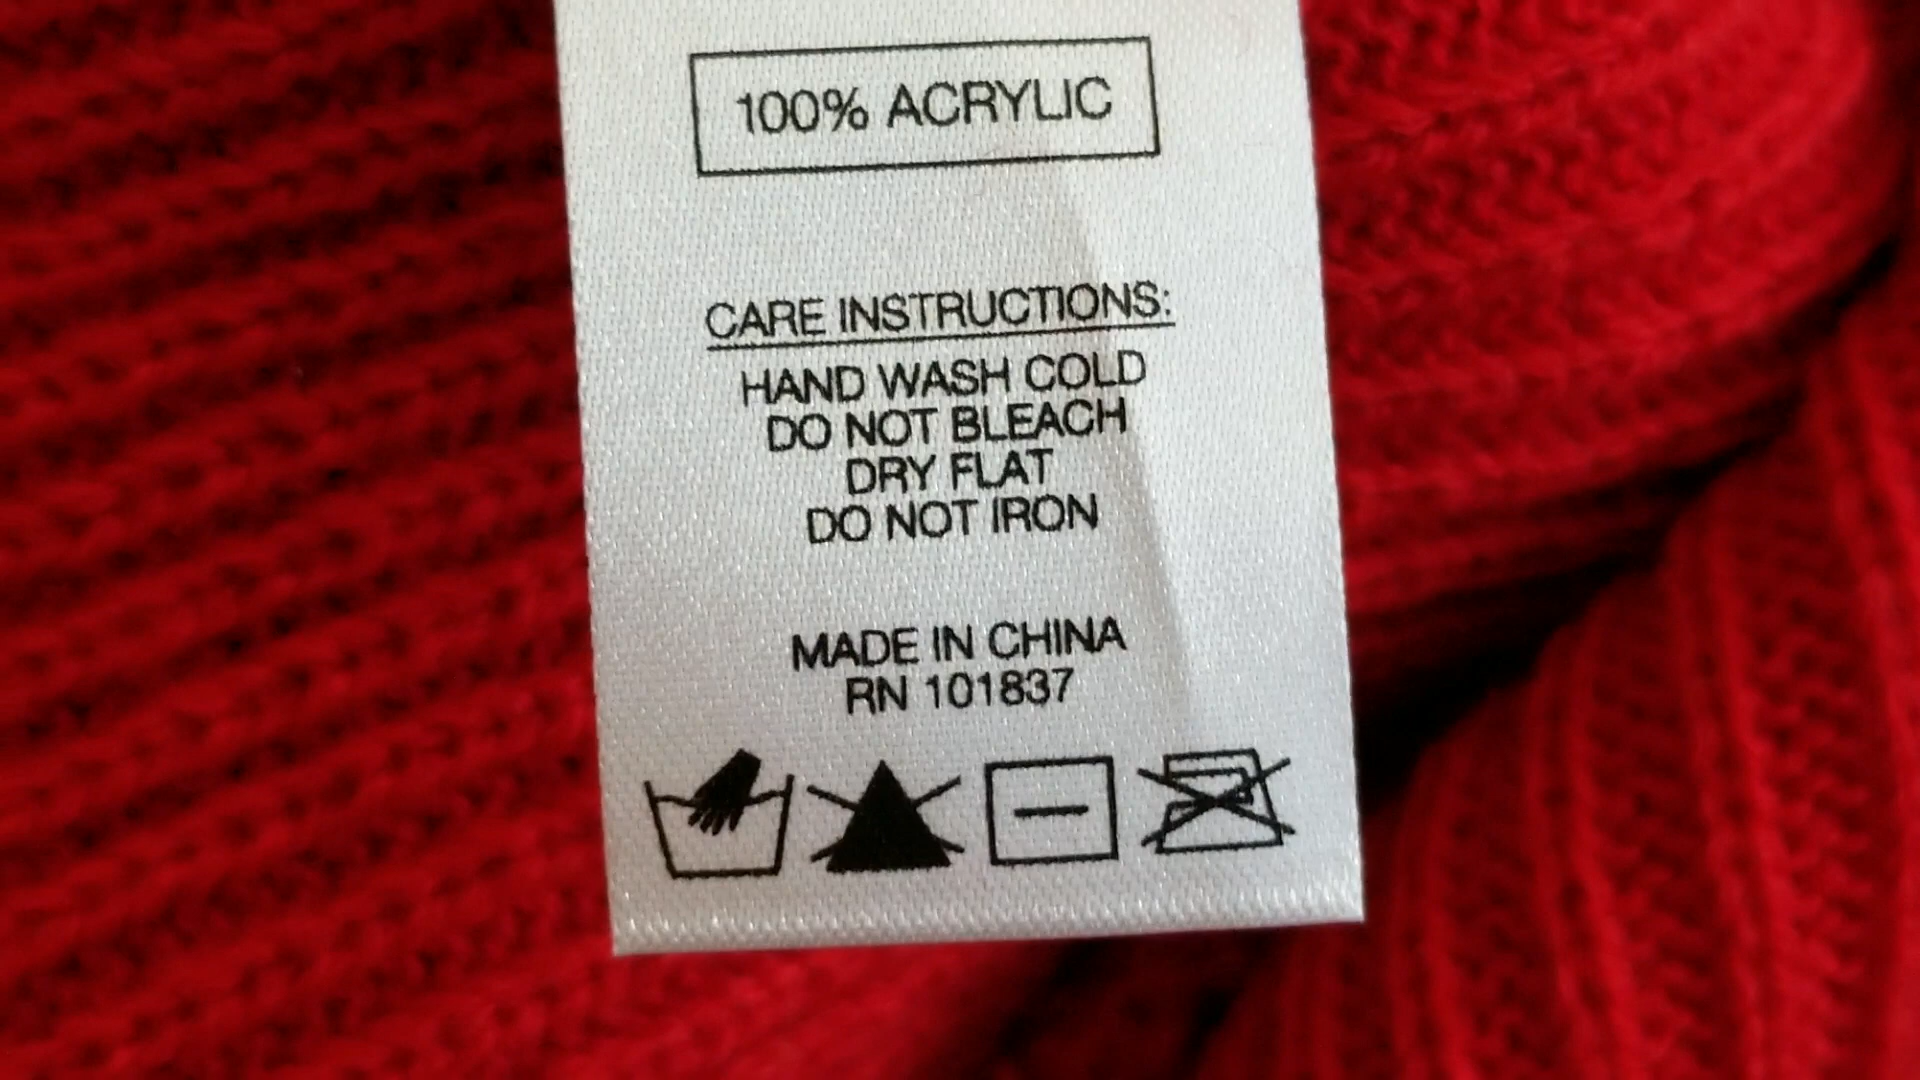 100% ACRYLIC
CARE INSTRUCTIONS:
HAND WASH COLD
DO NOT BLEACH
DRY FLAT
DO NOT IRON
MADE IN CHINA
RN 101837